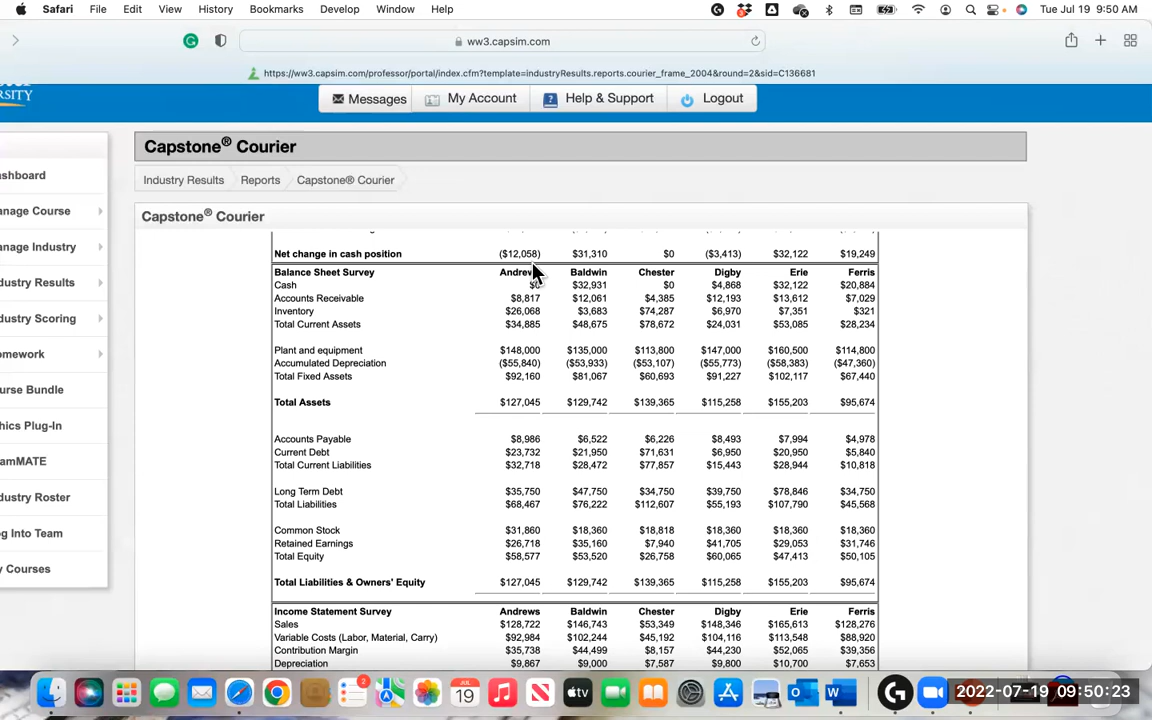 Safari File Edit View History Bookmarks Develop Window Help Tue Jul 19 9:50 AM
ww3.capsim.com
https://ww3.capsim.com/professor/portal/index.cfm?template=industryResults.reports.courier_frame_2004&round=2&sid=C136681
ERSITY
Messages My Account Help & Support Logout
Capstone® Courier
Industry Results Reports Capstone® Courier
Capstone® Courier
shboard
anage Course
anage Industry
dustry Results
dustry Scoring
omework
ourse Bundle
hics Plug-In
amMATE
dustry Roster
g Into Team
y Courses
Net change in cash position ($12,058) $31,310 $0 ($3,413) $32,122 $19,249
Balance Sheet Survey Andrews Baldwin Chester Digby Erie Ferris
Cash $0 $32,931 $0 $4,868 $32,122 $20,884
Accounts Receivable $8,817 $12,061 $4,385 $12,193 $13,612 $7,029
Inventory $26,068 $3,683 $74,287 $6,970 $7,351 $321
Total Current Assets $34,885 $48,675 $78,672 $24,031 $53,085 $28,234
Plant and equipment $148,000 $135,000 $113,800 $147,000 $160,500 $114,800
Accumulated Depreciation ($55,840) ($53,933) ($53,107) ($55,773) ($58,383) ($47,360)
Total Fixed Assets $92,160 $81,067 $60,693 $91,227 $102,117 $67,440
Total Assets $127,045 $129,742 $139,365 $115,258 $155,203 $95,674
Accounts Payable $8,986 $6,522 $6,226 $8,493 $7,994 $4,978
Current Debt $23,732 $21,950 $71,631 $6,950 $20,950 $5,840
Total Current Liabilities $32,718 $28,472 $77,857 $15,443 $28,944 $10,818
Long Term Debt $35,750 $47,750 $34,750 $39,750 $78,846 $34,750
Total Liabilities $68,467 $76,222 $112,607 $55,193 $107,790 $45,568
Common Stock $31,860 $18,360 $18,818 $18,360 $18,360 $18,360
Retained Earnings $26,718 $35,160 $7,940 $41,705 $29,053 $31,746
Total Equity $58,577 $53,520 $26,758 $60,065 $47,413 $50,105
Total Liabilities & Owners' Equity $127,045 $129,742 $139,365 $115,258 $155,203 $95,674
Income Statement Survey Andrews Baldwin Chester Digby Erie Ferris
Sales $128,722 $146,743 $53,349 $148,346 $165,613 $128,276
Variable Costs (Labor, Material, Carry) $92,984 $102,244 $45,192 $104,116 $113,548 $88,920
Contribution Margin $35,738 $44,499 $8,157 $44,230 $52,065 $39,356
Depreciation $9,867 $9,000 $7,587 $9,800 $10,700 $7,653
2
JUL
19
tv
W
2022-07-19 09:50:23